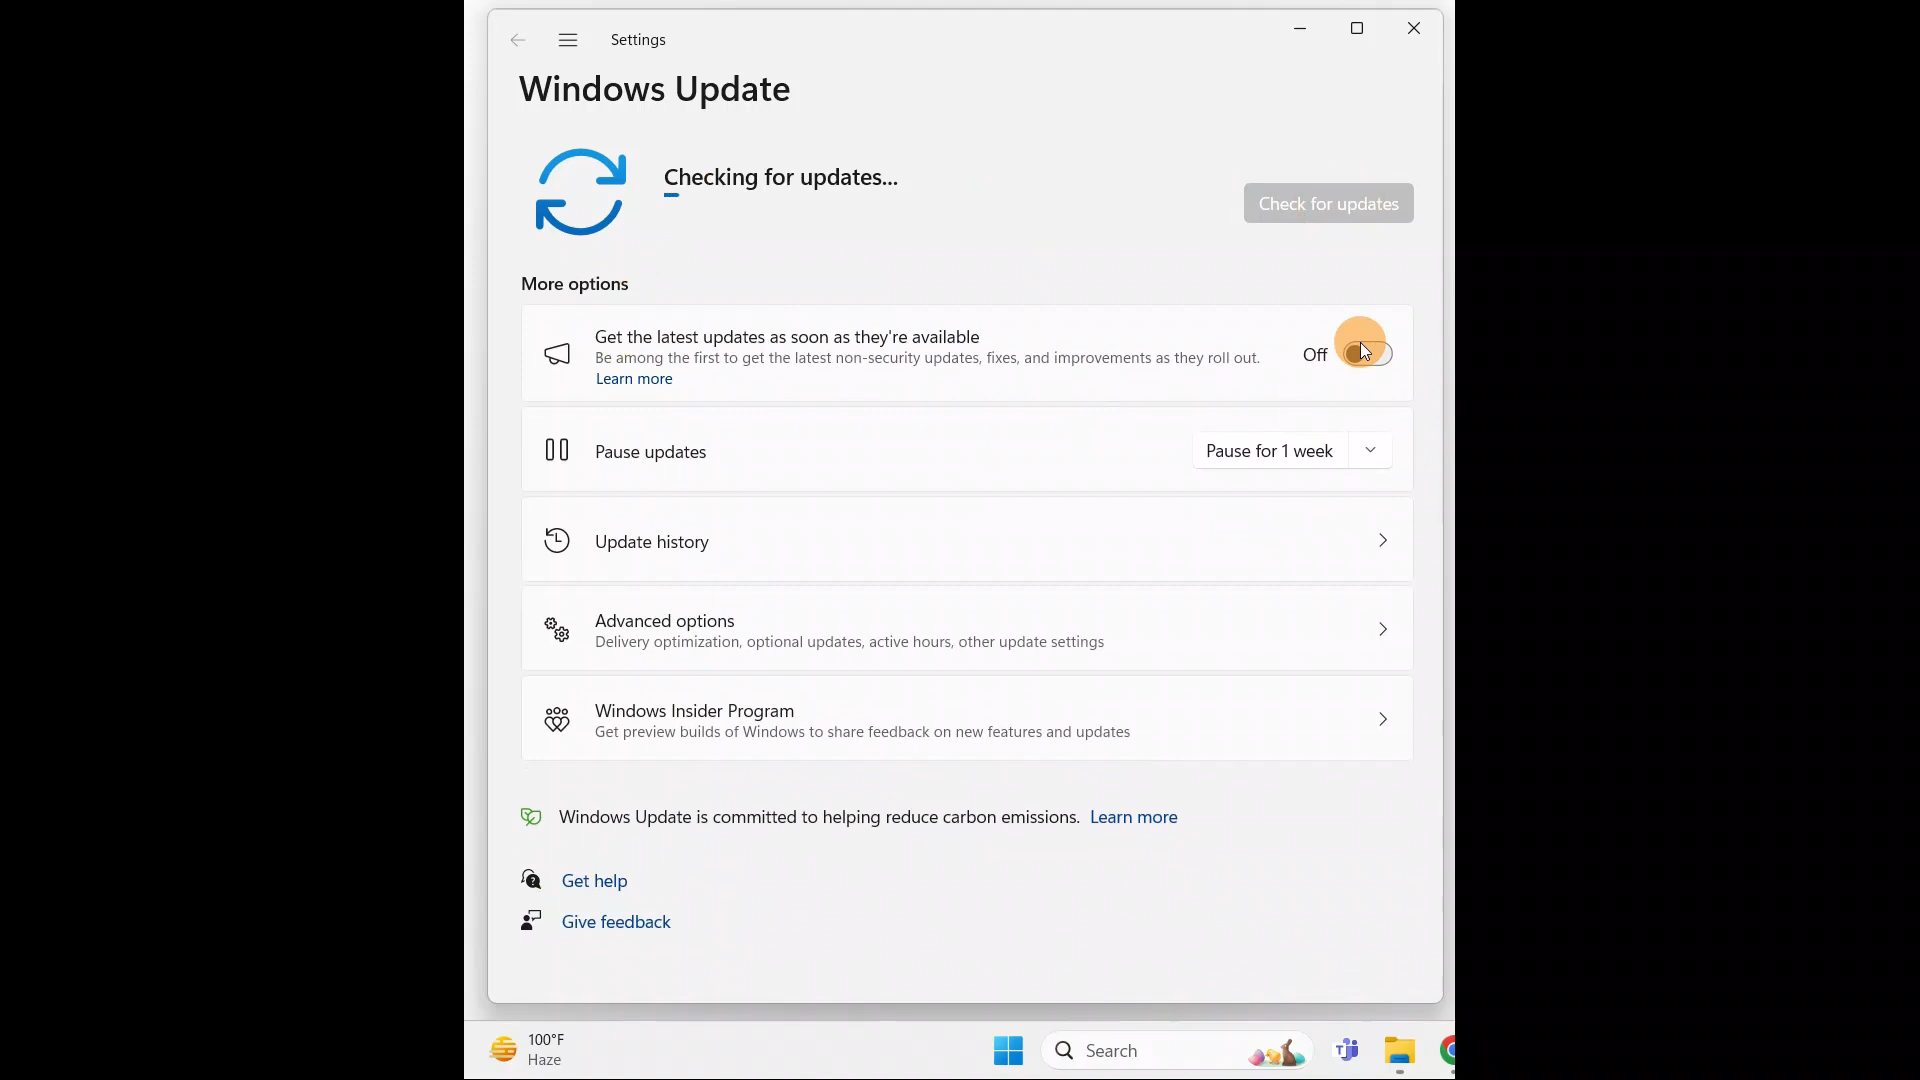 Settings
Windows Update
Checking for updates...
Check for updates
More options
Get the latest updates as soon as they're available
Be among the first to get the latest non-security updates, fixes, and improvements as they roll out.
Learn more
Off
Pause updates
Pause for 1 week
Update history
Advanced options
Delivery optimization, optional updates, active hours, other update settings
Windows Insider Program
Get preview builds of Windows to share feedback on new features and updates
Windows Update is committed to helping reduce carbon emissions. Learn more
Get help
Give feedback
100°F
Haze
Search